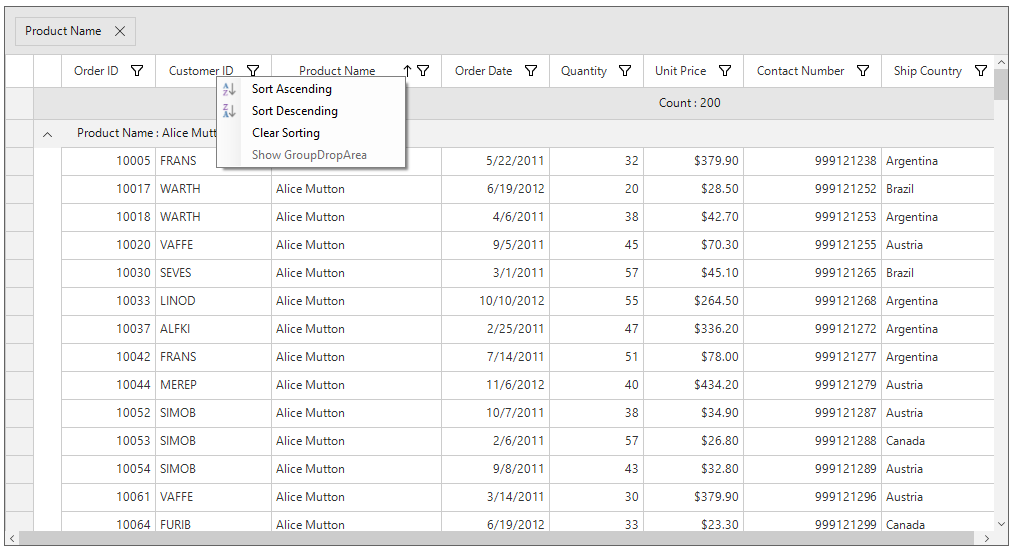 Product Name
Order ID Customer ID Product Name Order Date Quantity Unit Price Contact Number Ship Country
Sort Ascending
Count : 200
Sort Descending
Clear Sorting
Product Name : Alice Mutt
Show GroupDropArea
10005 FRANS 5/22/2011 32 $379.90 999121238 Argentina
10017 WARTH Alice Mutton 6/19/2012 20 $28.50 999121252 Brazil
10018 WARTH Alice Mutton 4/6/2011 38 $42.70 999121253 Argentina
10020 VAFFE Alice Mutton 9/5/2011 45 $70.30 999121255 Austria
10030 SEVES Alice Mutton 3/1/2011 57 $45.10 999121265 Brazil
10033 LINOD Alice Mutton 10/10/2012 55 $264.50 999121268 Argentina
10037 ALFKI Alice Mutton 2/25/2011 47 $336.20 999121272 Argentina
10042 FRANS Alice Mutton 7/14/2011 51 $78.00 999121277 Argentina
10044 MEREP Alice Mutton 11/6/2012 40 $434.20 999121279 Austria
10052 SIMOB Alice Mutton 10/7/2011 38 $34.90 999121287 Austria
10053 SIMOB Alice Mutton 2/6/2011 57 $26.80 999121288 Canada
10054 SIMOB Alice Mutton 9/8/2011 43 $32.80 999121289 Austria
10061 VAFFE Alice Mutton 3/14/2011 30 $379.90 999121296 Austria
10064 FURIB Alice Mutton 6/19/2012 33 $23.30 999121299 Canada